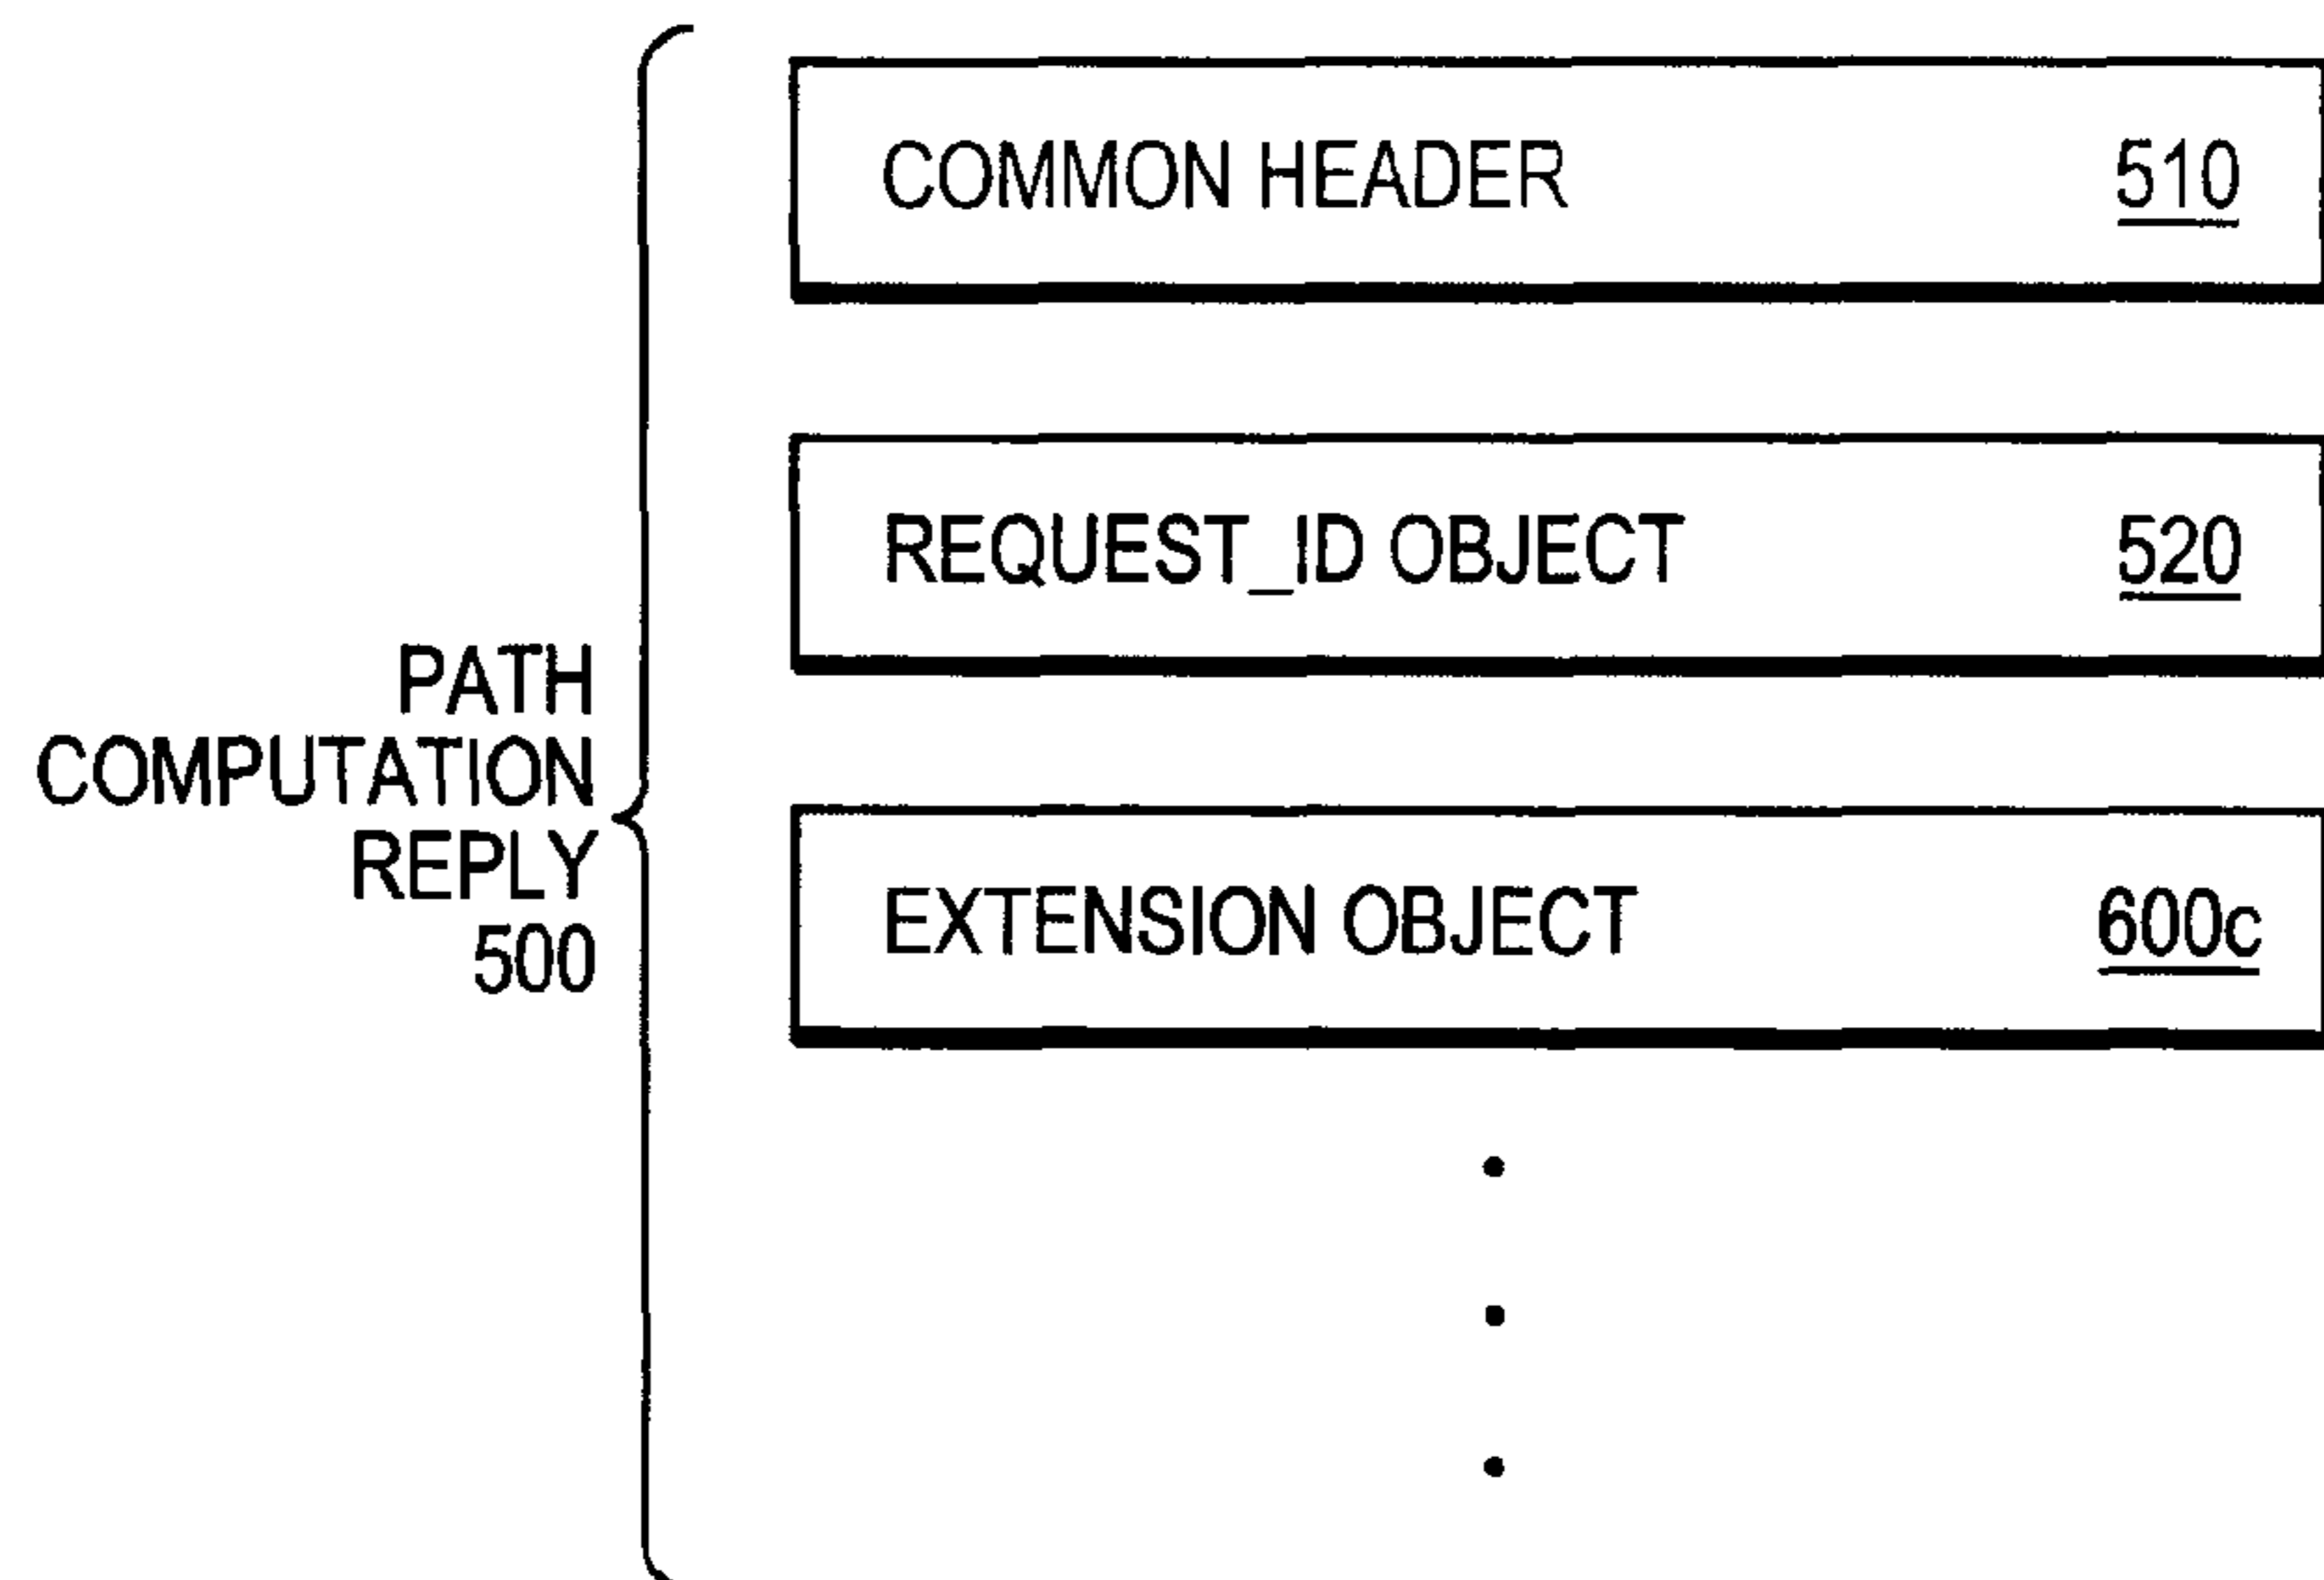 COMMON HEADER 510
REQUEST_ID OBJECT 520
PATH
COMPUTATION
REPLY
500
EXTENSION OBJECT 600c